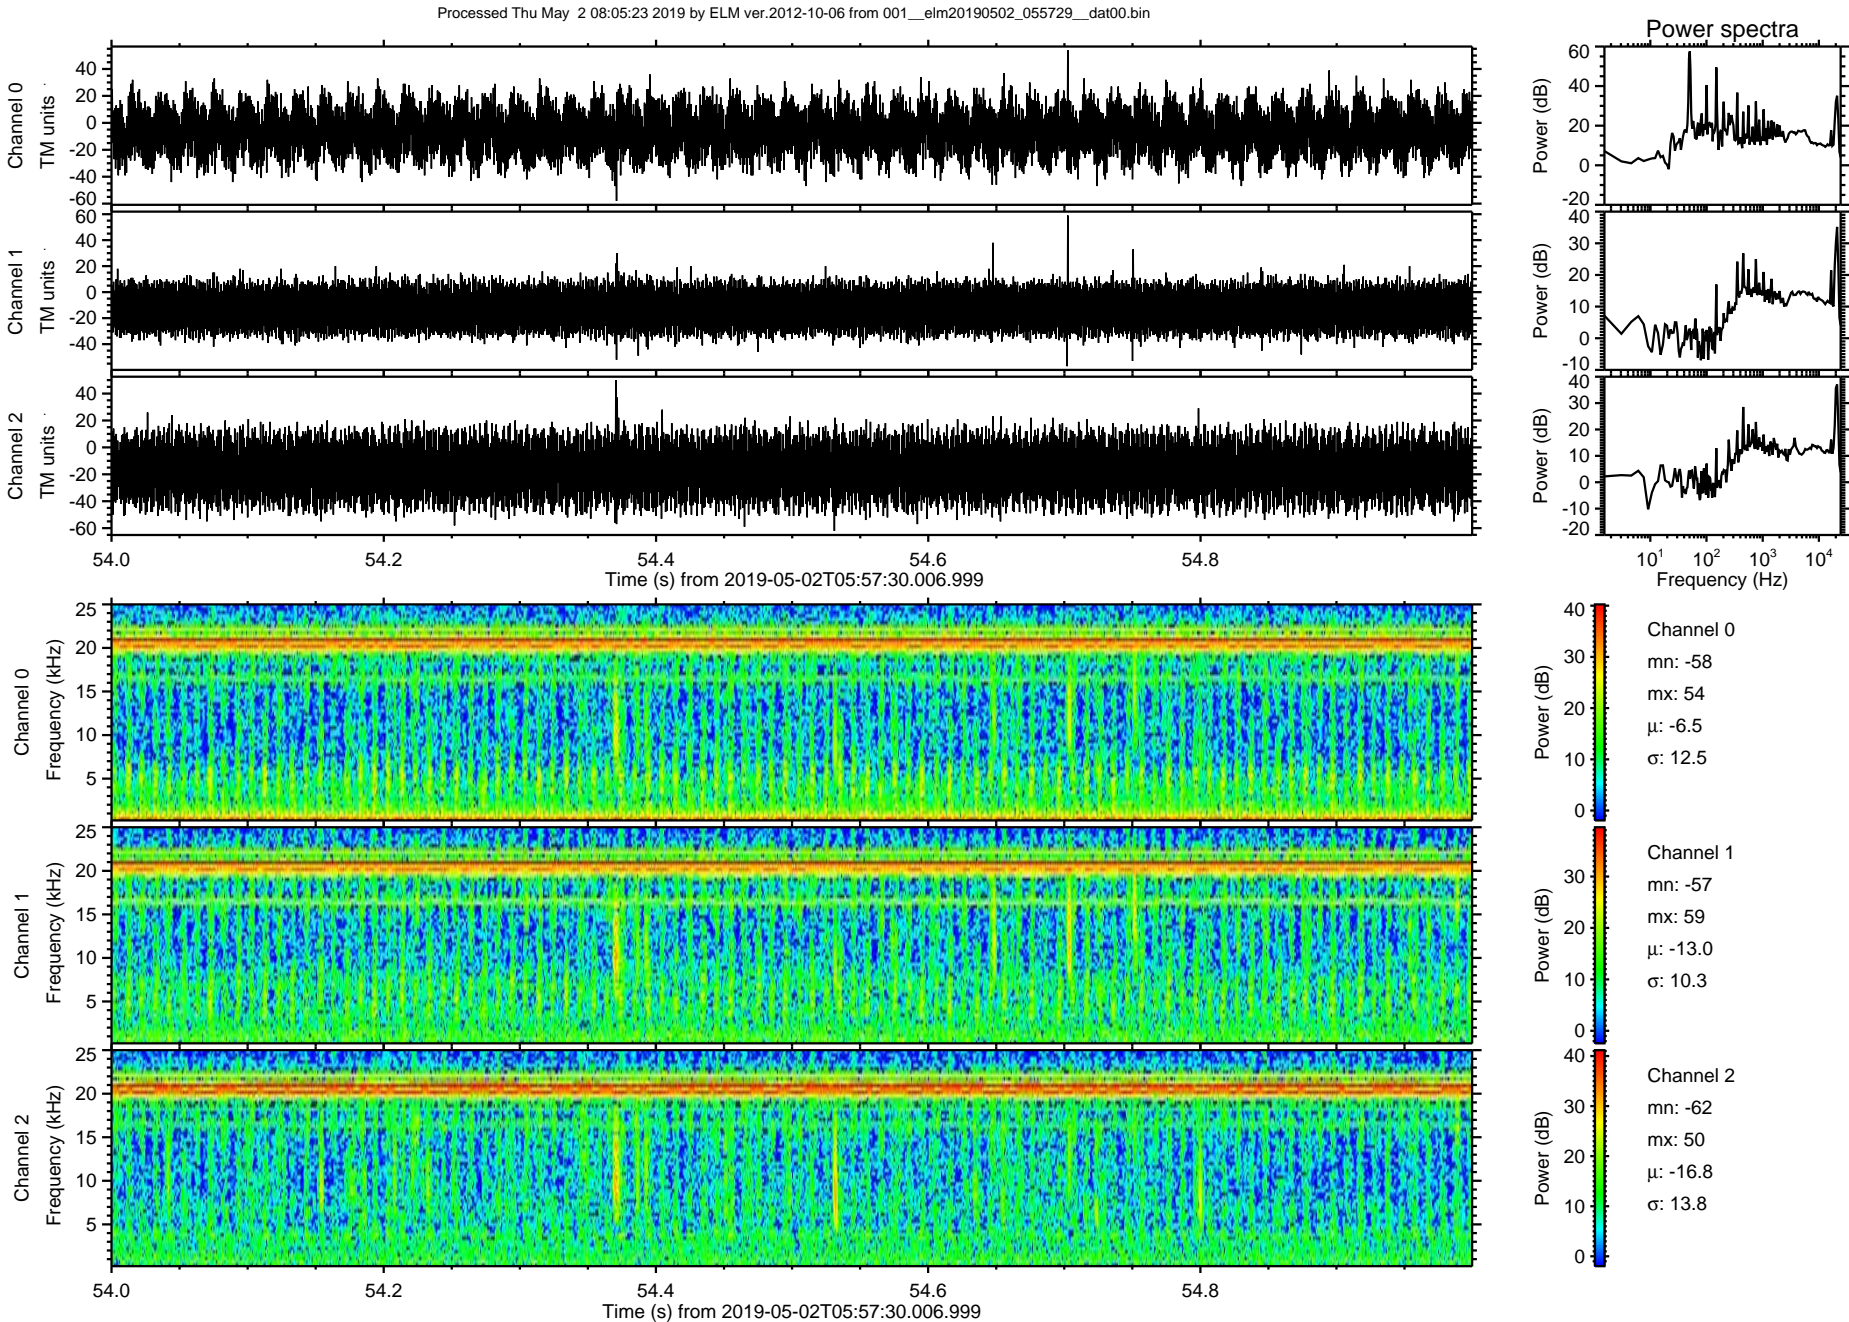 Processed Thu May  2 08:05:23 2019 by ELM ver.2012-10-06 from 001__elm20190502_055729__dat00.bin
Power spectra
Channel 0
TM units
40
20
0
-20
-40
-60
Power (dB)
60
40
20
0
-20
Channel 1
TM units
60
40
20
0
-20
-40
Power (dB)
40
30
20
10
0
-10
Channel 2
TM units
40
20
0
-20
-40
-60
Power (dB)
40
30
20
10
0
-10
-20
54.0 54.2 54.4 54.6 54.8
Time (s) from 2019-05-02T05:57:30.006.999
10^1 10^2 10^3 10^4
Frequency (Hz)
Channel 0
Frequency (kHz)
25
20
15
10
5
Power (dB)
40
30
20
10
0
Channel 0
mn: -58
mx: 54
μ: -6.5
σ: 12.5
Channel 1
Frequency (kHz)
25
20
15
10
5
Power (dB)
30
20
10
0
Channel 1
mn: -57
mx: 59
μ: -13.0
σ: 10.3
Channel 2
Frequency (kHz)
25
20
15
10
5
Power (dB)
40
30
20
10
0
Channel 2
mn: -62
mx: 50
μ: -16.8
σ: 13.8
54.0 54.2 54.4 54.6 54.8
Time (s) from 2019-05-02T05:57:30.006.999